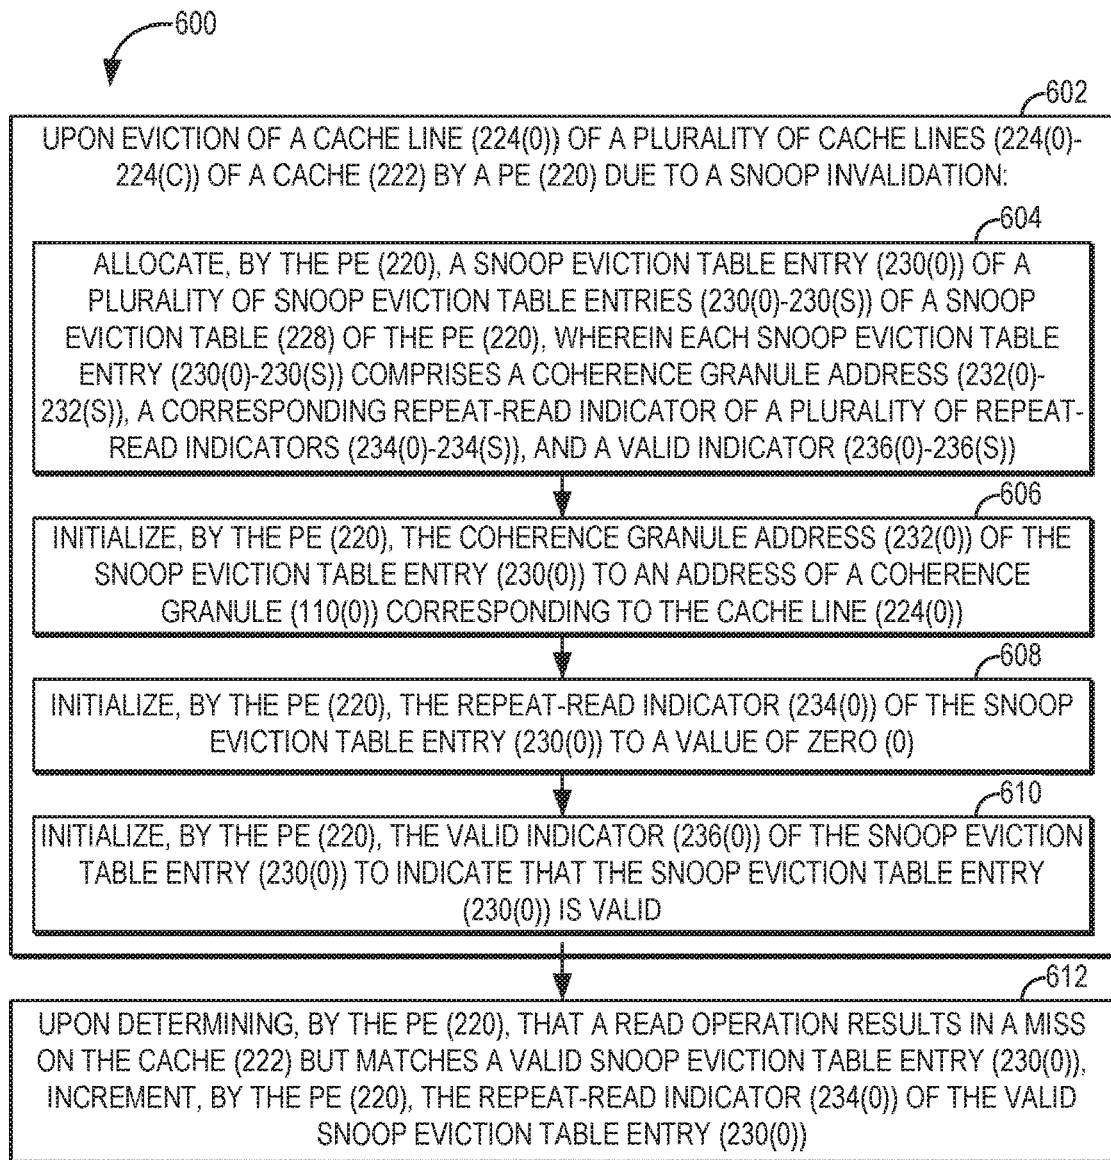 600
602
UPON EVICTION OF A CACHE LINE (224(0)) OF A PLURALITY OF CACHE LINES (224(0)-
224(C)) OF A CACHE (222) BY A PE (220) DUE TO A SNOOP INVALIDATION:
604
ALLOCATE, BY THE PE (220), A SNOOP EVICTION TABLE ENTRY (230(0)) OF A
PLURALITY OF SNOOP EVICTION TABLE ENTRIES (230(0)-230(S)) OF A SNOOP
EVICTION TABLE (228) OF THE PE (220), WHEREIN EACH SNOOP EVICTION TABLE
ENTRY (230(0)-230(S)) COMPRISES A COHERENCE GRANULE ADDRESS (232(0)-
232(S)), A CORRESPONDING REPEAT-READ INDICATOR OF A PLURALITY OF REPEAT-
READ INDICATORS (234(0)-234(S)), AND A VALID INDICATOR (236(0)-236(S))
606
INITIALIZE, BY THE PE (220), THE COHERENCE GRANULE ADDRESS (232(0)) OF THE
SNOOP EVICTION TABLE ENTRY (230(0)) TO AN ADDRESS OF A COHERENCE
GRANULE (110(0)) CORRESPONDING TO THE CACHE LINE (224(0))
608
INITIALIZE, BY THE PE (220), THE REPEAT-READ INDICATOR (234(0)) OF THE SNOOP
EVICTION TABLE ENTRY (230(0)) TO A VALUE OF ZERO (0)
610
INITIALIZE, BY THE PE (220), THE VALID INDICATOR (236(0)) OF THE SNOOP EVICTION
TABLE ENTRY (230(0)) TO INDICATE THAT THE SNOOP EVICTION TABLE ENTRY
(230(0)) IS VALID
612
UPON DETERMINING, BY THE PE (220), THAT A READ OPERATION RESULTS IN A MISS
ON THE CACHE (222) BUT MATCHES A VALID SNOOP EVICTION TABLE ENTRY (230(0)),
INCREMENT, BY THE PE (220), THE REPEAT-READ INDICATOR (234(0)) OF THE VALID
SNOOP EVICTION TABLE ENTRY (230(0))